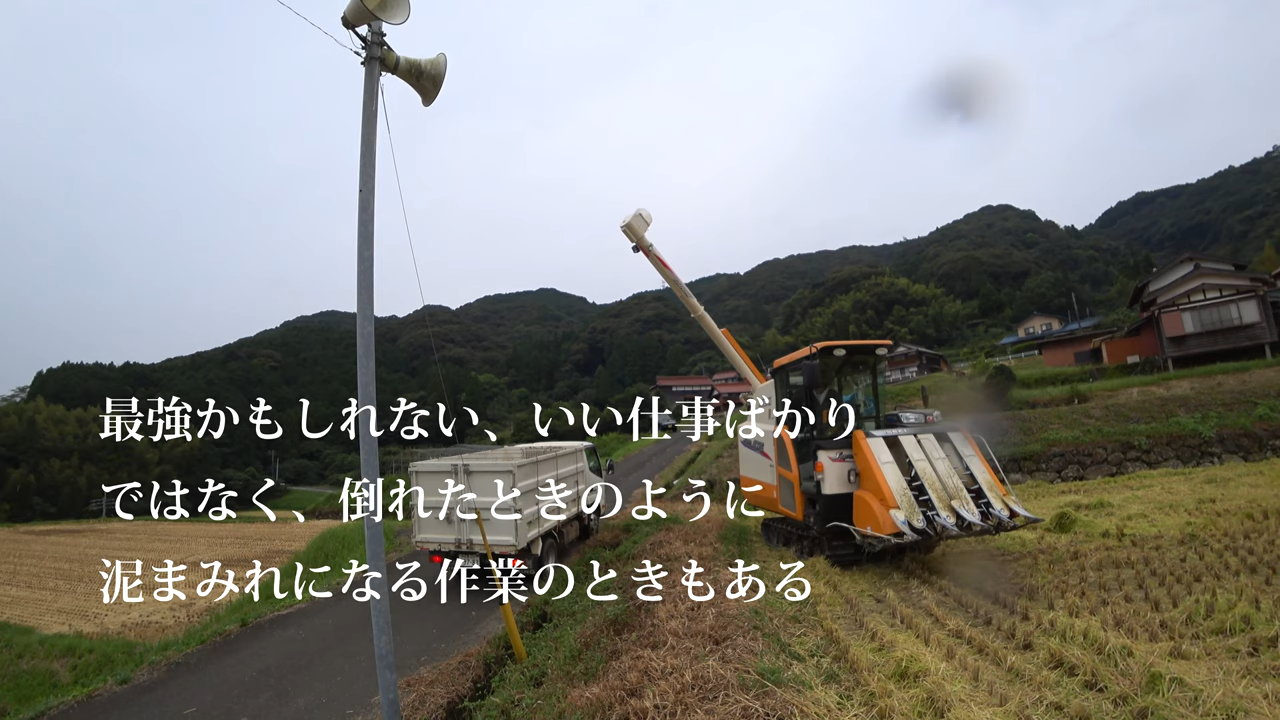 最強かもしれない、いい仕事ばかり
ではなく、倒れたときのように
泥まみれになる作業のときもある